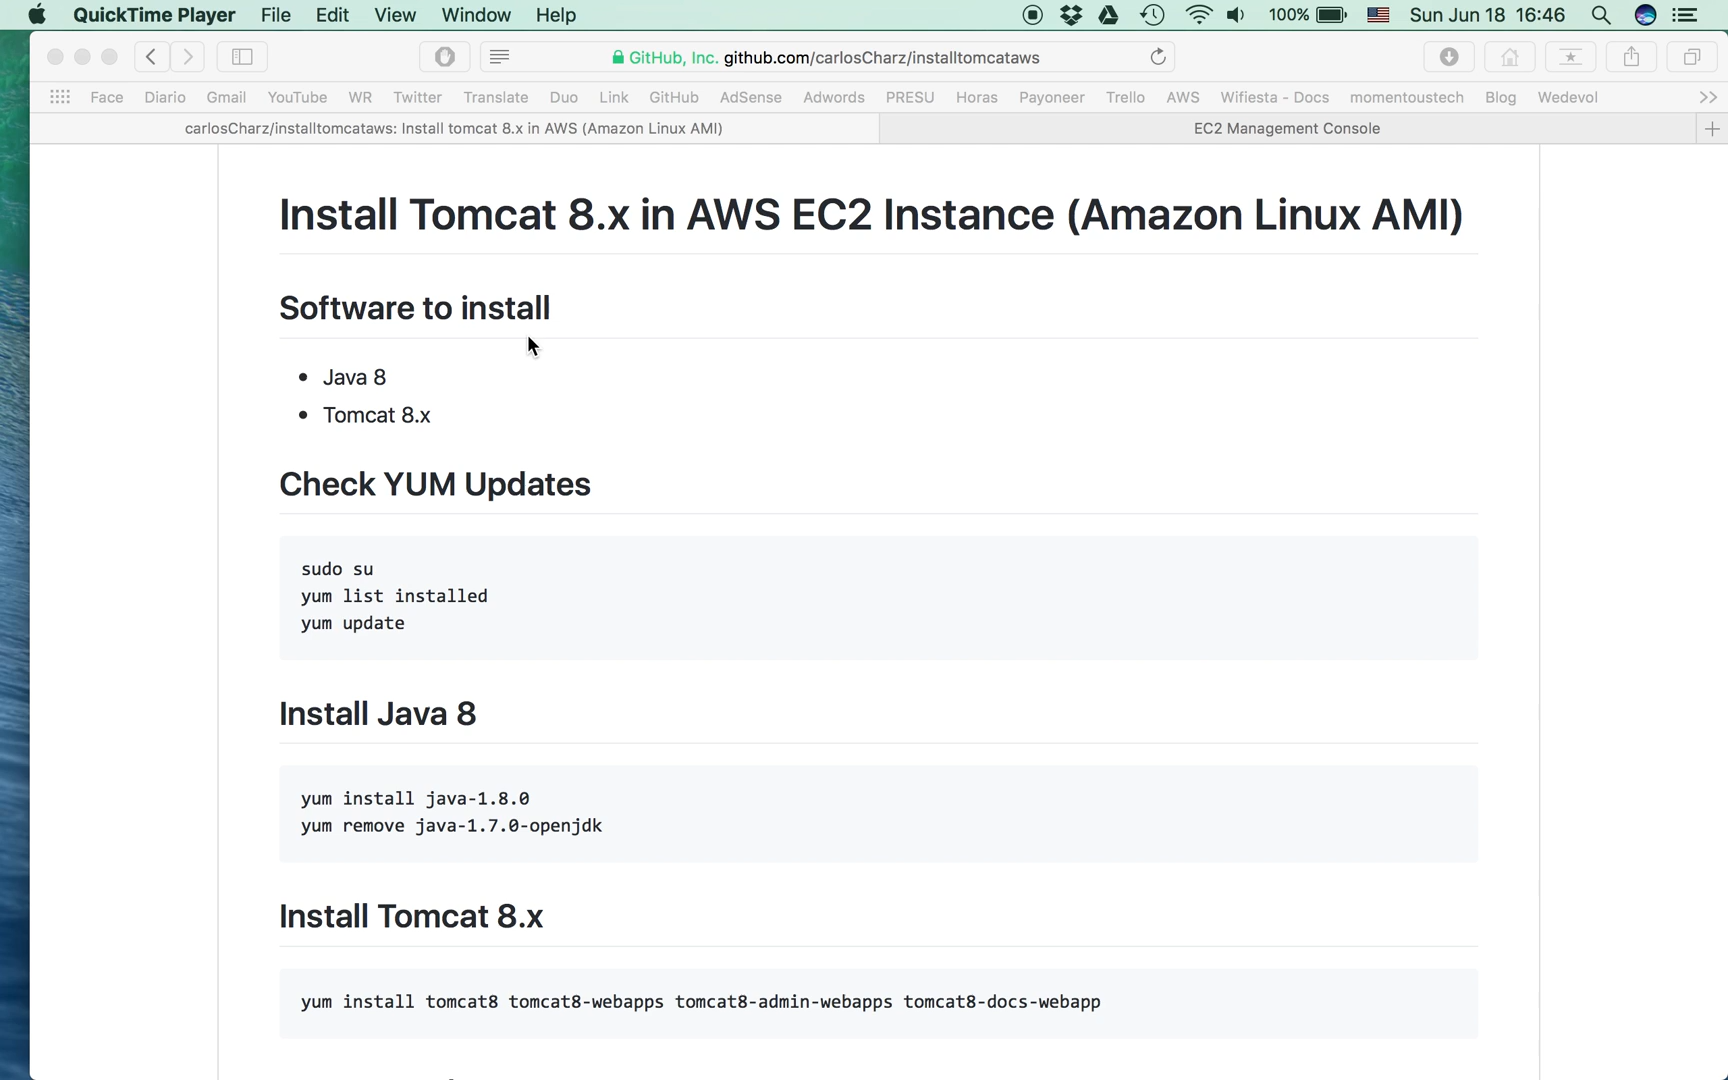 QuickTime Player File Edit View Window Help 100% Sun Jun 18 16:46
GitHub, Inc. github.com/carlosCharz/installtomcataws
Face Diario Gmail YouTube WR Twitter Translate Duo Link GitHub AdSense Adwords PRESU Horas Payoneer Trello AWS Wifiesta - Docs momentoustech Blog Wedevol >>
carlosCharz/installtomcataws: Install tomcat 8.x in AWS (Amazon Linux AMI) EC2 Management Console +
Install Tomcat 8.x in AWS EC2 Instance (Amazon Linux AMI)
Software to install
• Java 8
• Tomcat 8.x
Check YUM Updates
sudo su
yum list installed
yum update
Install Java 8
yum install java-1.8.0
yum remove java-1.7.0-openjdk
Install Tomcat 8.x
yum install tomcat8 tomcat8-webapps tomcat8-admin-webapps tomcat8-docs-webapp